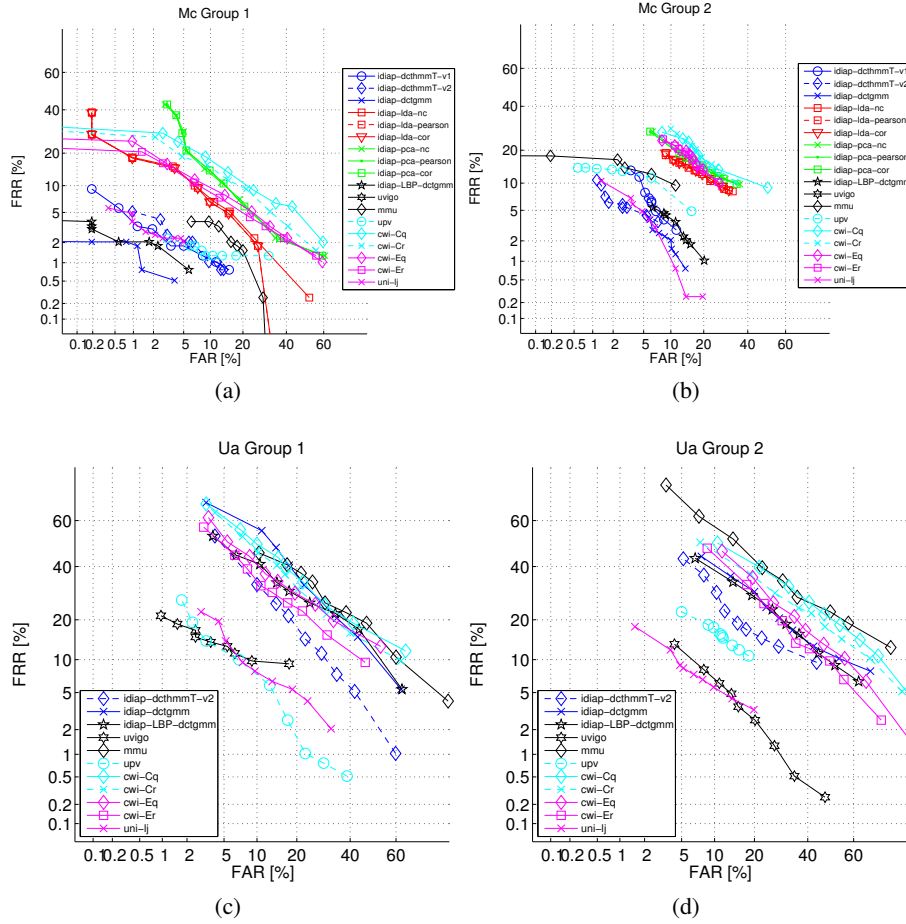 Mc Group 1
FRR [%]
60
40
20
10
5
2
1
0.5
0.2
0.1
0.1 0.2 0.5 1 2 5 10 20 40 60
FAR [%]
idiap-dcthmmT-v1
idiap-dcthmmT-v2
idiap-dctgmm
idiap-lda-nc
idiap-lda-pearson
idiap-lda-cor
idiap-pca-nc
idiap-pca-pearson
idiap-pca-cor
idiap-LBP-dctgmm
uvigo
mmu
upv
cwi-Cq
cwi-Cr
cwi-Eq
cwi-Er
uni-lj
(a)
Mc Group 2
FRR [%]
60
40
20
10
5
2
1
0.5
0.2
0.1
0.1 0.2 0.5 1 2 5 10 20 40 60
FAR [%]
idiap-dcthmmT-v1
idiap-dcthmmT-v2
idiap-dctgmm
idiap-lda-nc
idiap-lda-pearson
idiap-lda-cor
idiap-pca-nc
idiap-pca-pearson
idiap-pca-cor
idiap-LBP-dctgmm
uvigo
mmu
upv
cwi-Cq
cwi-Cr
cwi-Eq
cwi-Er
uni-lj
(b)
Ua Group 1
FRR [%]
60
40
20
10
5
2
1
0.5
0.2
0.1
0.1 0.2 0.5 1 2 5 10 20 40 60
FAR [%]
idiap-dcthmmT-v2
idiap-dctgmm
idiap-LBP-dctgmm
uvigo
mmu
upv
cwi-Cq
cwi-Cr
cwi-Eq
cwi-Er
uni-lj
(c)
Ua Group 2
FRR [%]
60
40
20
10
5
2
1
0.5
0.2
0.1
0.1 0.2 0.5 1 2 5 10 20 40 60
FAR [%]
idiap-dcthmmT-v2
idiap-dctgmm
idiap-LBP-dctgmm
uvigo
mmu
upv
cwi-Cq
cwi-Cr
cwi-Eq
cwi-Er
uni-lj
(d)